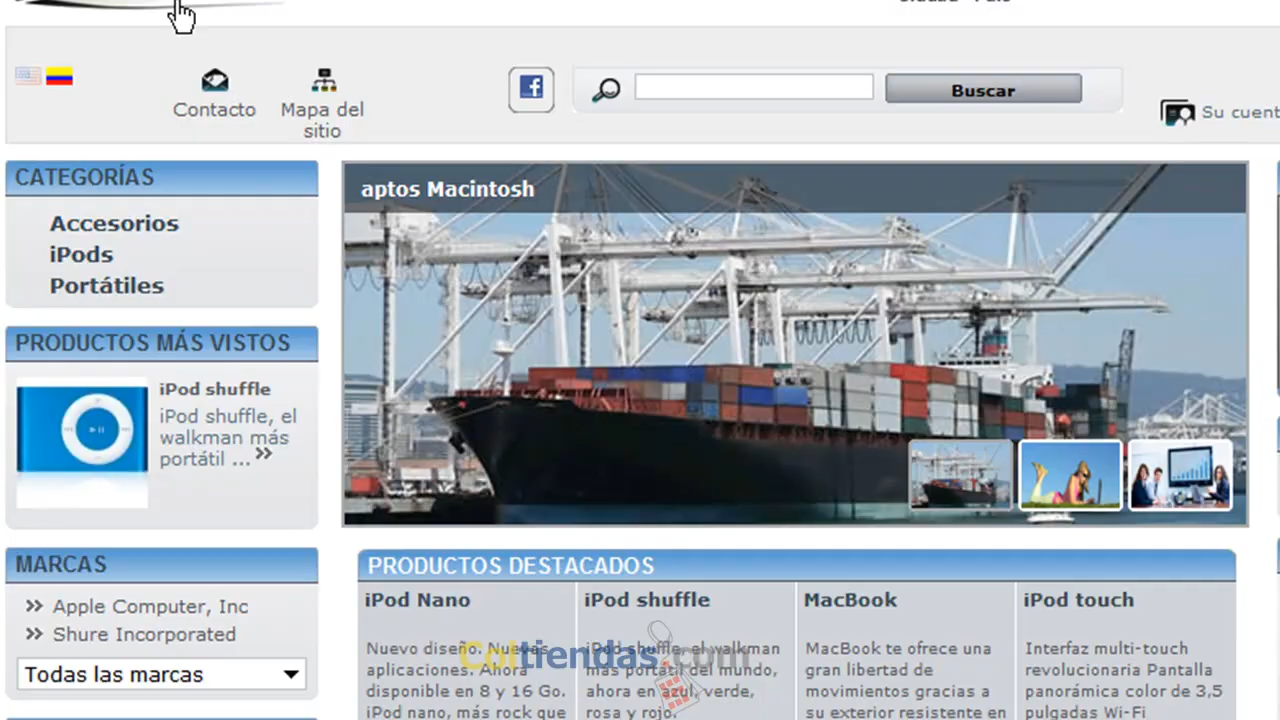 Contacto
Mapa del
sitio
Buscar
Su cuent
CATEGORÍAS
Accesorios
iPods
Portátiles
PRODUCTOS MÁS VISTOS
iPod shuffle
iPod shuffle, el
walkman más
portátil ...
MARCAS
Apple Computer, Inc
Shure Incorporated
Todas las marcas
aptos Macintosh
PRODUCTOS DESTACADOS
iPod Nano
Nuevo diseño. Nuevas
aplicaciones. Ahora
disponible en 8 y 16 Go.
iPod nano, más rock que
iPod shuffle
iPod shuffle, el walkman
más portátil del mundo,
ahora en azul, verde,
rosa y rojo.
MacBook
MacBook te ofrece una
gran libertad de
movimientos gracias a
su exterior resistente en
iPod touch
Interfaz multi-touch
revolucionaria Pantalla
panorámica color de 3,5
pulgadas Wi-Fi
Coltiendas.com